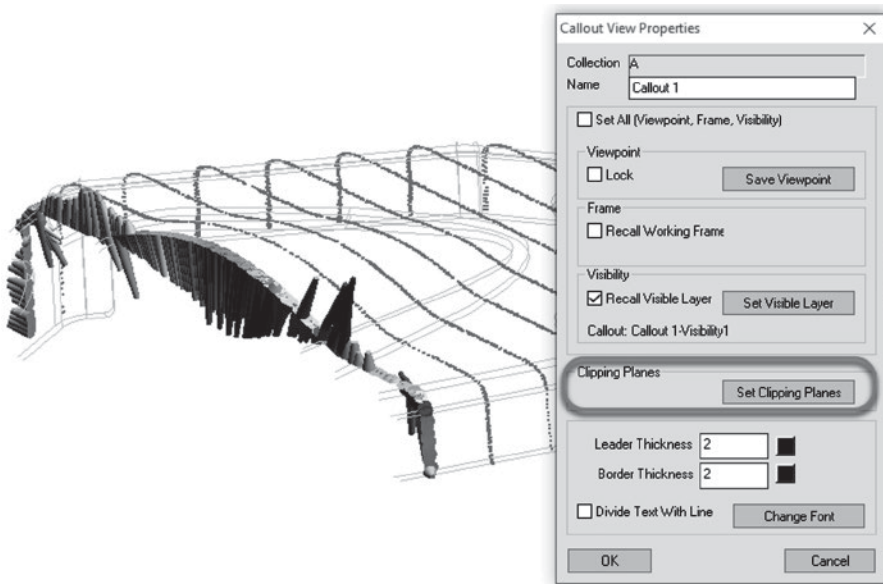 Callout View Properties
Collection A
Name Callout 1
Set All (Viewpoint, Frame, Visibility)
Viewpoint
Lock Save Viewpoint
Frame
Recall Working Frame
Visibility
Recall Visible Layer Set Visible Layer
Callout: Callout 1-Visibility1
Clipping Planes
Set Clipping Planes
Leader Thickness 2
Border Thickness 2
Divide Text With Line Change Font
OK Cancel